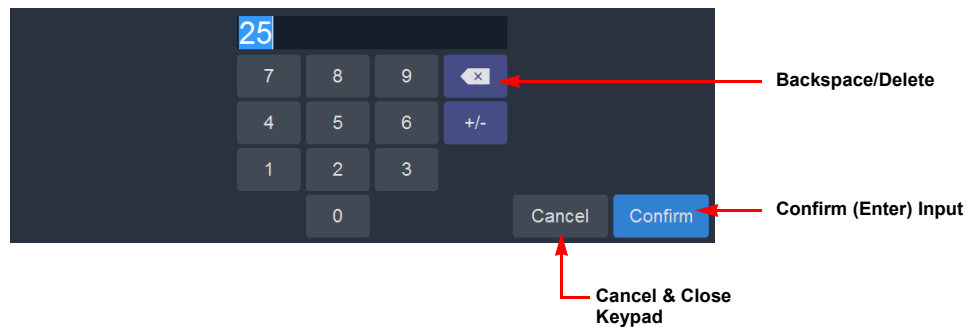 25
7 8 9 Backspace/Delete
4 5 6 +/-
1 2 3
0 Cancel Confirm Confirm (Enter) Input
Cancel & Close
Keypad